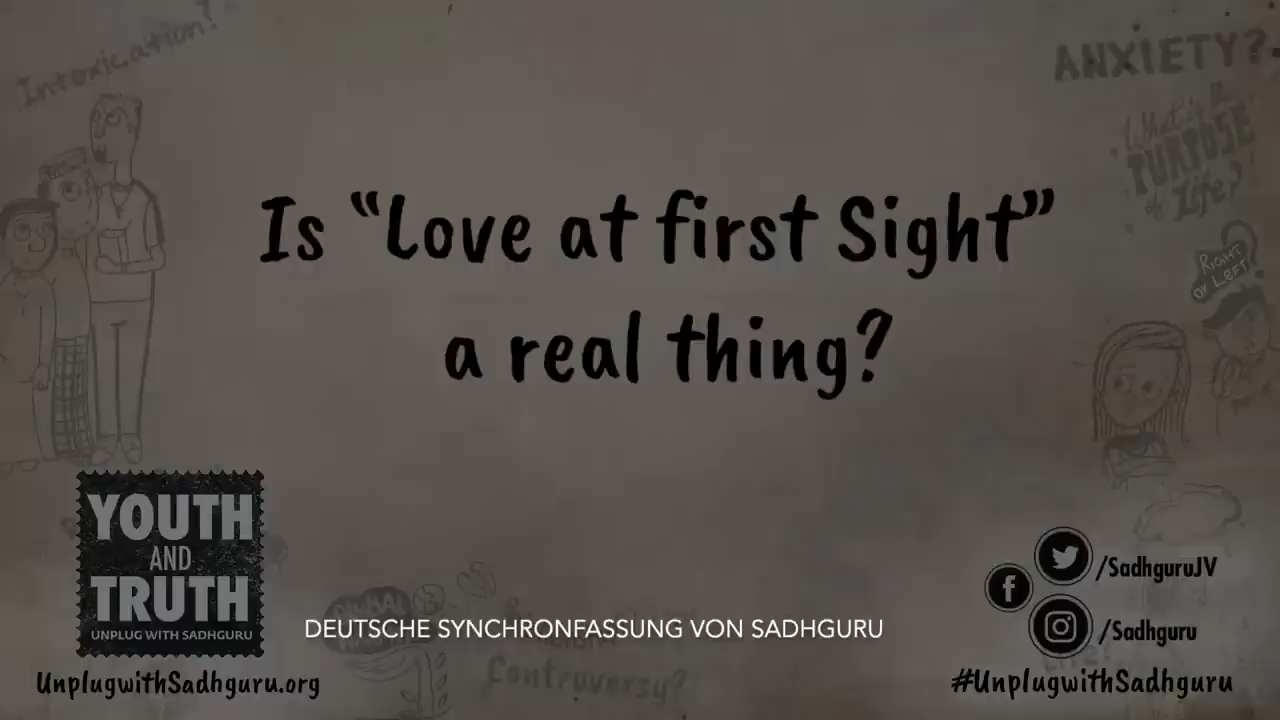 Intoxication?
ANXIETY?
What is the
PURPOSE
of Life?
Is “Love at first Sight”
a real thing?
RIGHT
or LEFT
YOUTH
AND
TRUTH
UNPLUG WITH SADHGURU
UnplugwithSadhguru.org
DEUTSCHE SYNCHRONFASSUNG VON SADHGURU
Controversy?
/SadhguruJV
/Sadhguru
#UnplugwithSadhguru